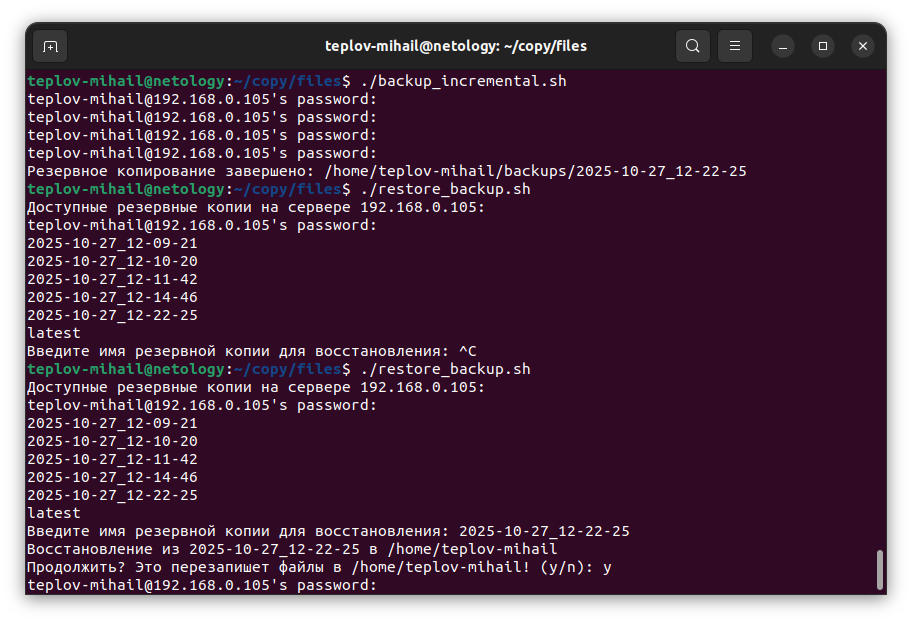 teplov-mihail@netology: ~/copy/files
teplov-mihail@netology:~/copy/files$ ./backup_incremental.sh
teplov-mihail@192.168.0.105's password:
teplov-mihail@192.168.0.105's password:
teplov-mihail@192.168.0.105's password:
teplov-mihail@192.168.0.105's password:
Резервное копирование завершено: /home/teplov-mihail/backups/2025-10-27_12-22-25
teplov-mihail@netology:~/copy/files$ ./restore_backup.sh
Доступные резервные копии на сервере 192.168.0.105:
teplov-mihail@192.168.0.105's password:
2025-10-27_12-09-21
2025-10-27_12-10-20
2025-10-27_12-11-42
2025-10-27_12-14-46
2025-10-27_12-22-25
latest
Введите имя резервной копии для восстановления: ^C
teplov-mihail@netology:~/copy/files$ ./restore_backup.sh
Доступные резервные копии на сервере 192.168.0.105:
teplov-mihail@192.168.0.105's password:
2025-10-27_12-09-21
2025-10-27_12-10-20
2025-10-27_12-11-42
2025-10-27_12-14-46
2025-10-27_12-22-25
latest
Введите имя резервной копии для восстановления: 2025-10-27_12-22-25
Восстановление из 2025-10-27_12-22-25 в /home/teplov-mihail
Продолжить? Это перезапишет файлы в /home/teplov-mihail! (y/n): y
teplov-mihail@192.168.0.105's password: